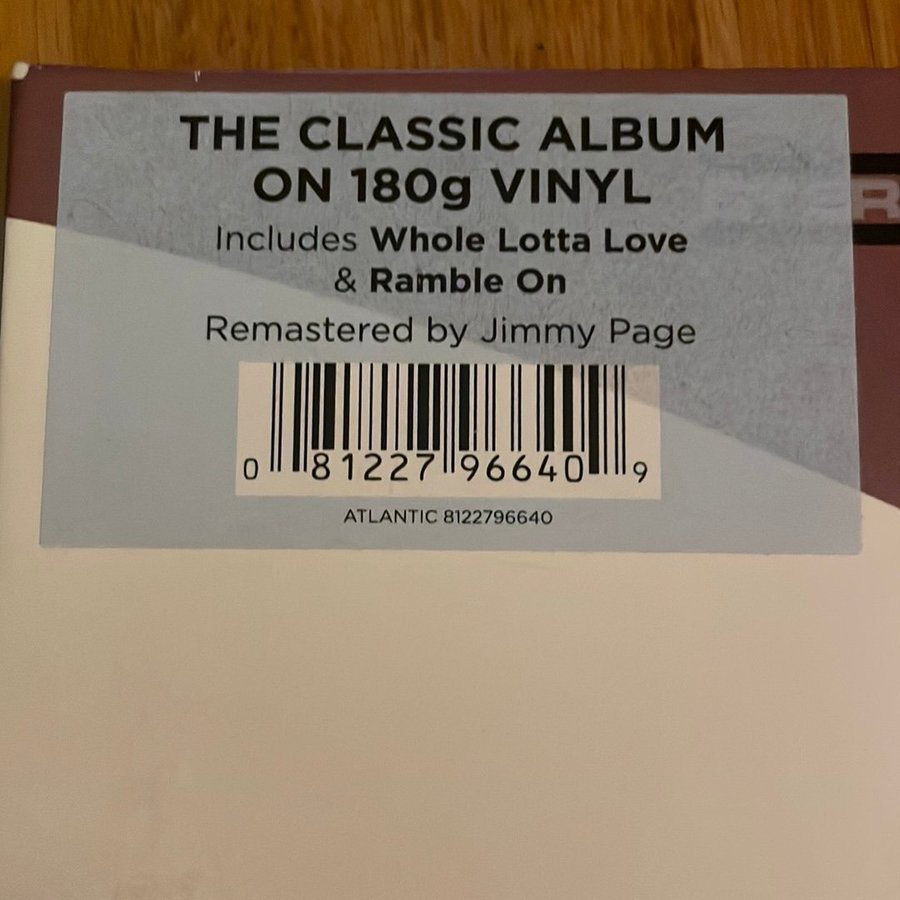 THE CLASSIC ALBUM
ON 180g VINYL
Includes Whole Lotta Love
& Ramble On
Remastered by Jimmy Page
0 81227 96640 9
ATLANTIC 8122796640